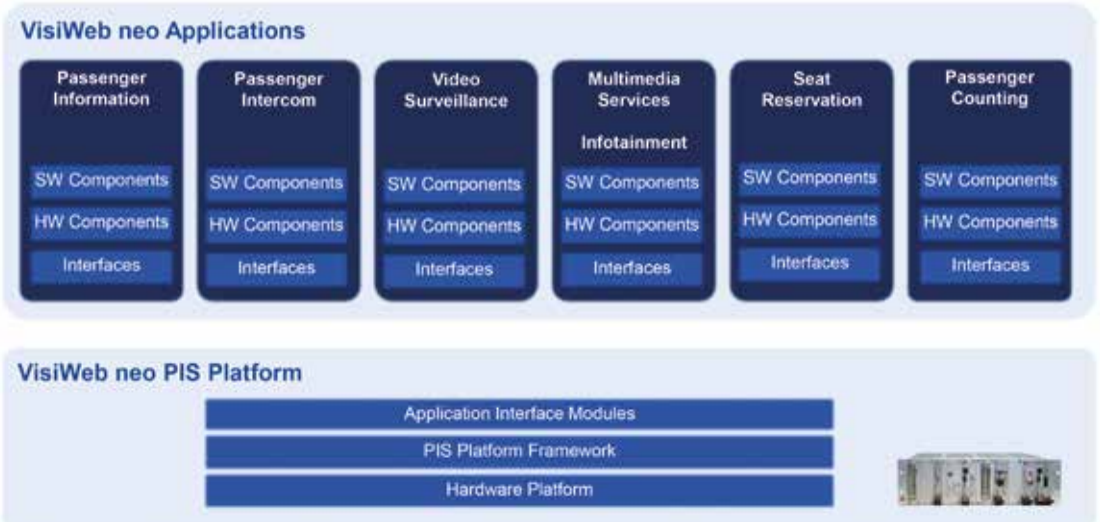 VisiWeb neo Applications
Passenger
Information
SW Components
HW Components
Interfaces
Passenger
Intercom
SW Components
HW Components
Interfaces
Video
Surveillance
SW Components
HW Components
Interfaces
Multimedia
Services
Infotainment
SW Components
HW Components
Interfaces
Seat
Reservation
SW Components
HW Components
Interfaces
Passenger
Counting
SW Components
HW Components
Interfaces
VisiWeb neo PIS Platform
Application Interface Modules
PIS Platform Framework
Hardware Platform